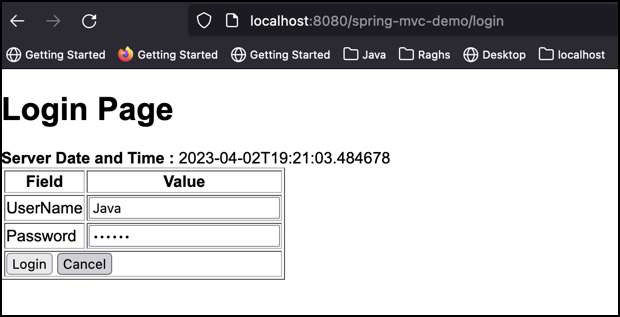 localhost:8080/spring-mvc-demo/login
Getting Started Getting Started Getting Started Java Raghs Desktop localhost
Login Page
Server Date and Time : 2023-04-02T19:21:03.484678
Field Value
UserName Java
Password ••••••
Login Cancel